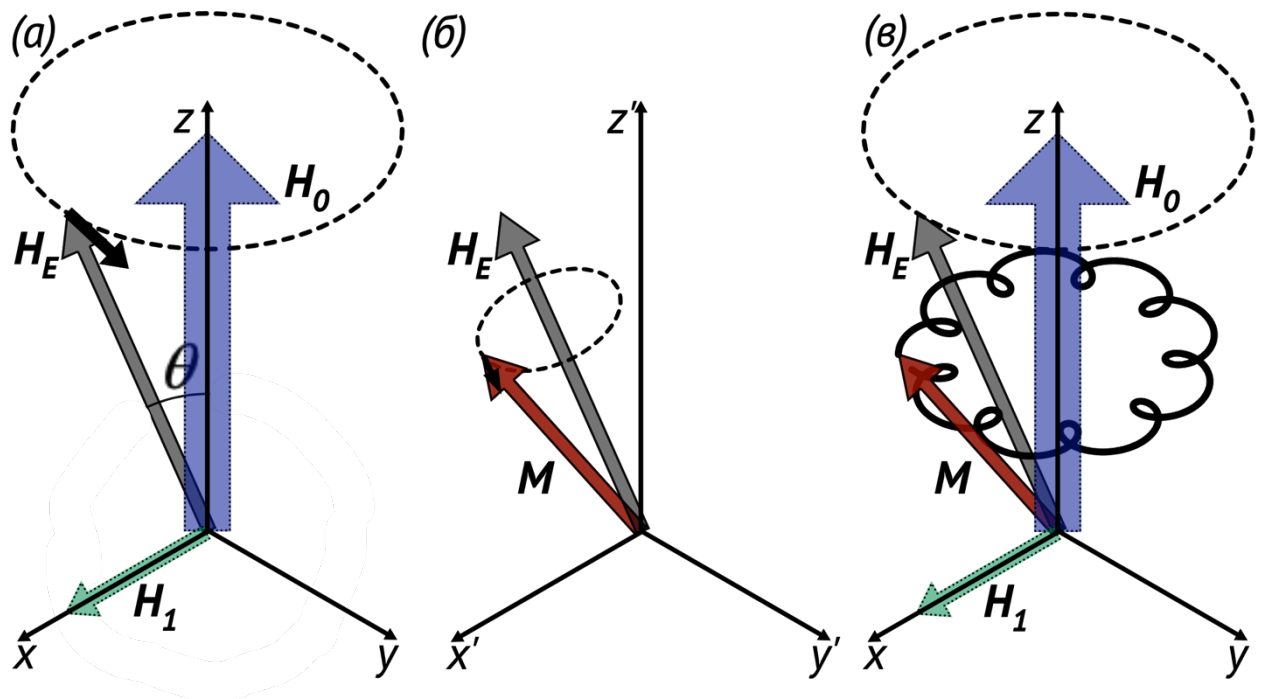 (а)
z
H0
HE
θ
H1
x
y
(б)
z'
HE
M
x'
y'
(в)
z
H0
HE
M
H1
x
y